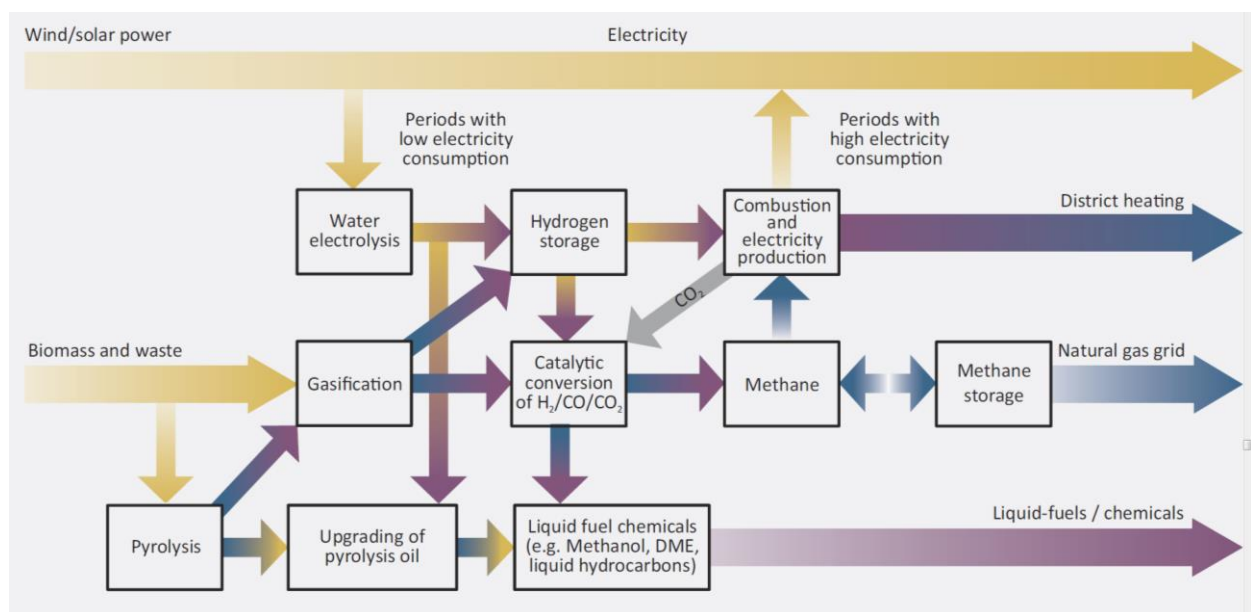 Wind/solar power
Electricity
Periods with
low electricity
consumption
Periods with
high electricity
consumption
Water
electrolysis
Hydrogen
storage
Combustion
and
electricity
production
District heating
CO₂
Biomass and waste
Gasification
Catalytic
conversion
of H₂/CO/CO₂
Methane
Methane
storage
Natural gas grid
Pyrolysis
Upgrading of
pyrolysis oil
Liquid fuel chemicals
(e.g. Methanol, DME,
liquid hydrocarbons)
Liquid-fuels / chemicals